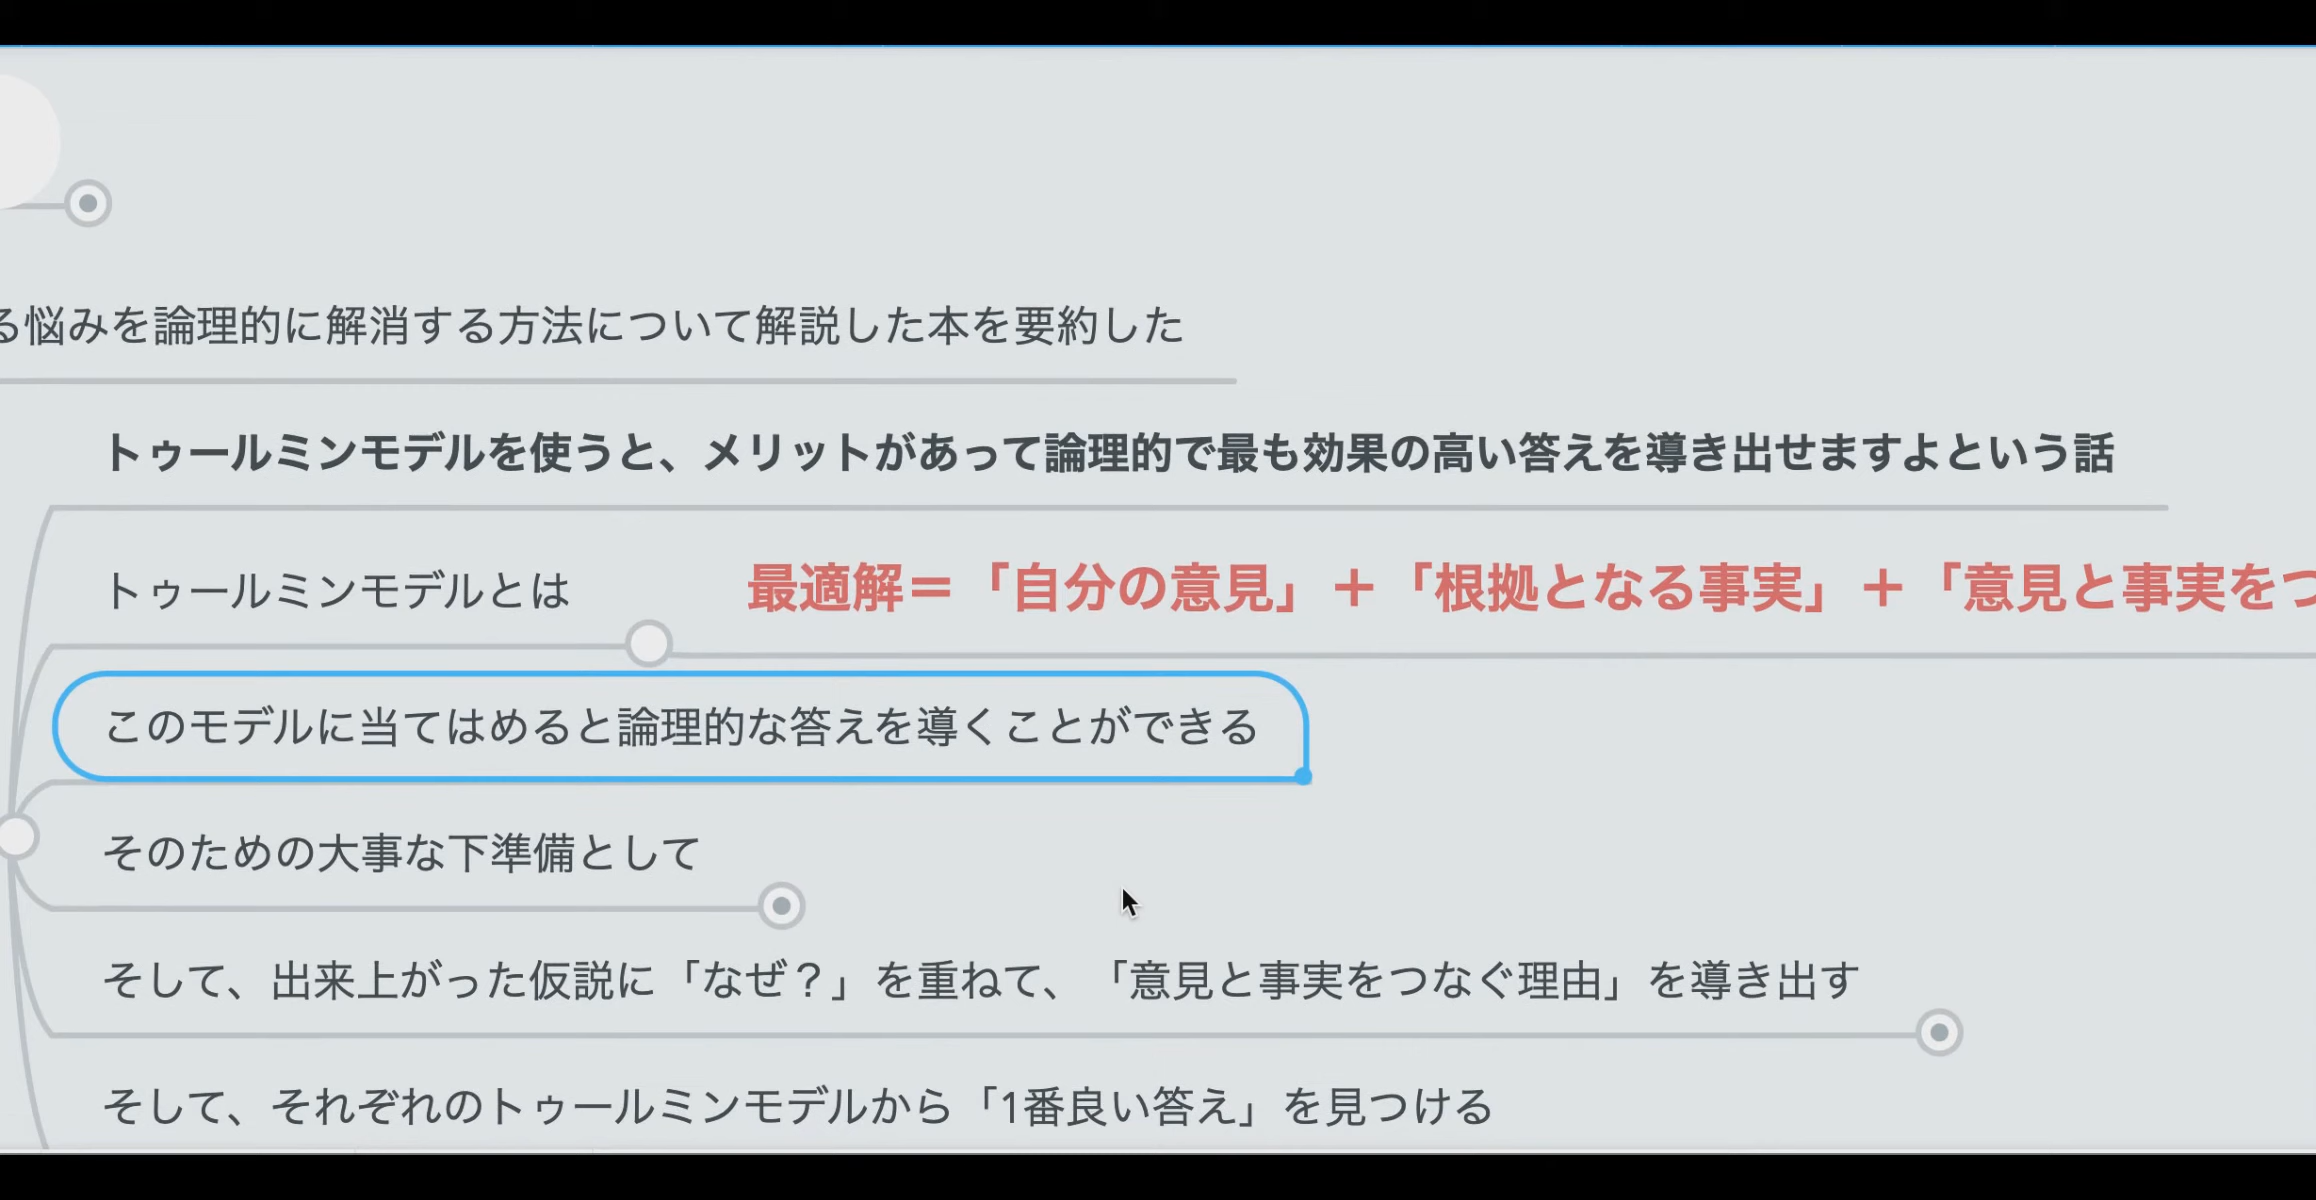 る悩みを論理的に解消する方法について解説した本を要約した
トゥールミンモデルを使うと、メリットがあって論理的で最も効果の高い答えを導き出せますよという話
トゥールミンモデルとは
最適解＝「自分の意見」＋「根拠となる事実」＋「意見と事実をつ
このモデルに当てはめると論理的な答えを導くことができる
そのための大事な下準備として
そして、出来上がった仮説に「なぜ？」を重ねて、「意見と事実をつなぐ理由」を導き出す
そして、それぞれのトゥールミンモデルから「1番良い答え」を見つける